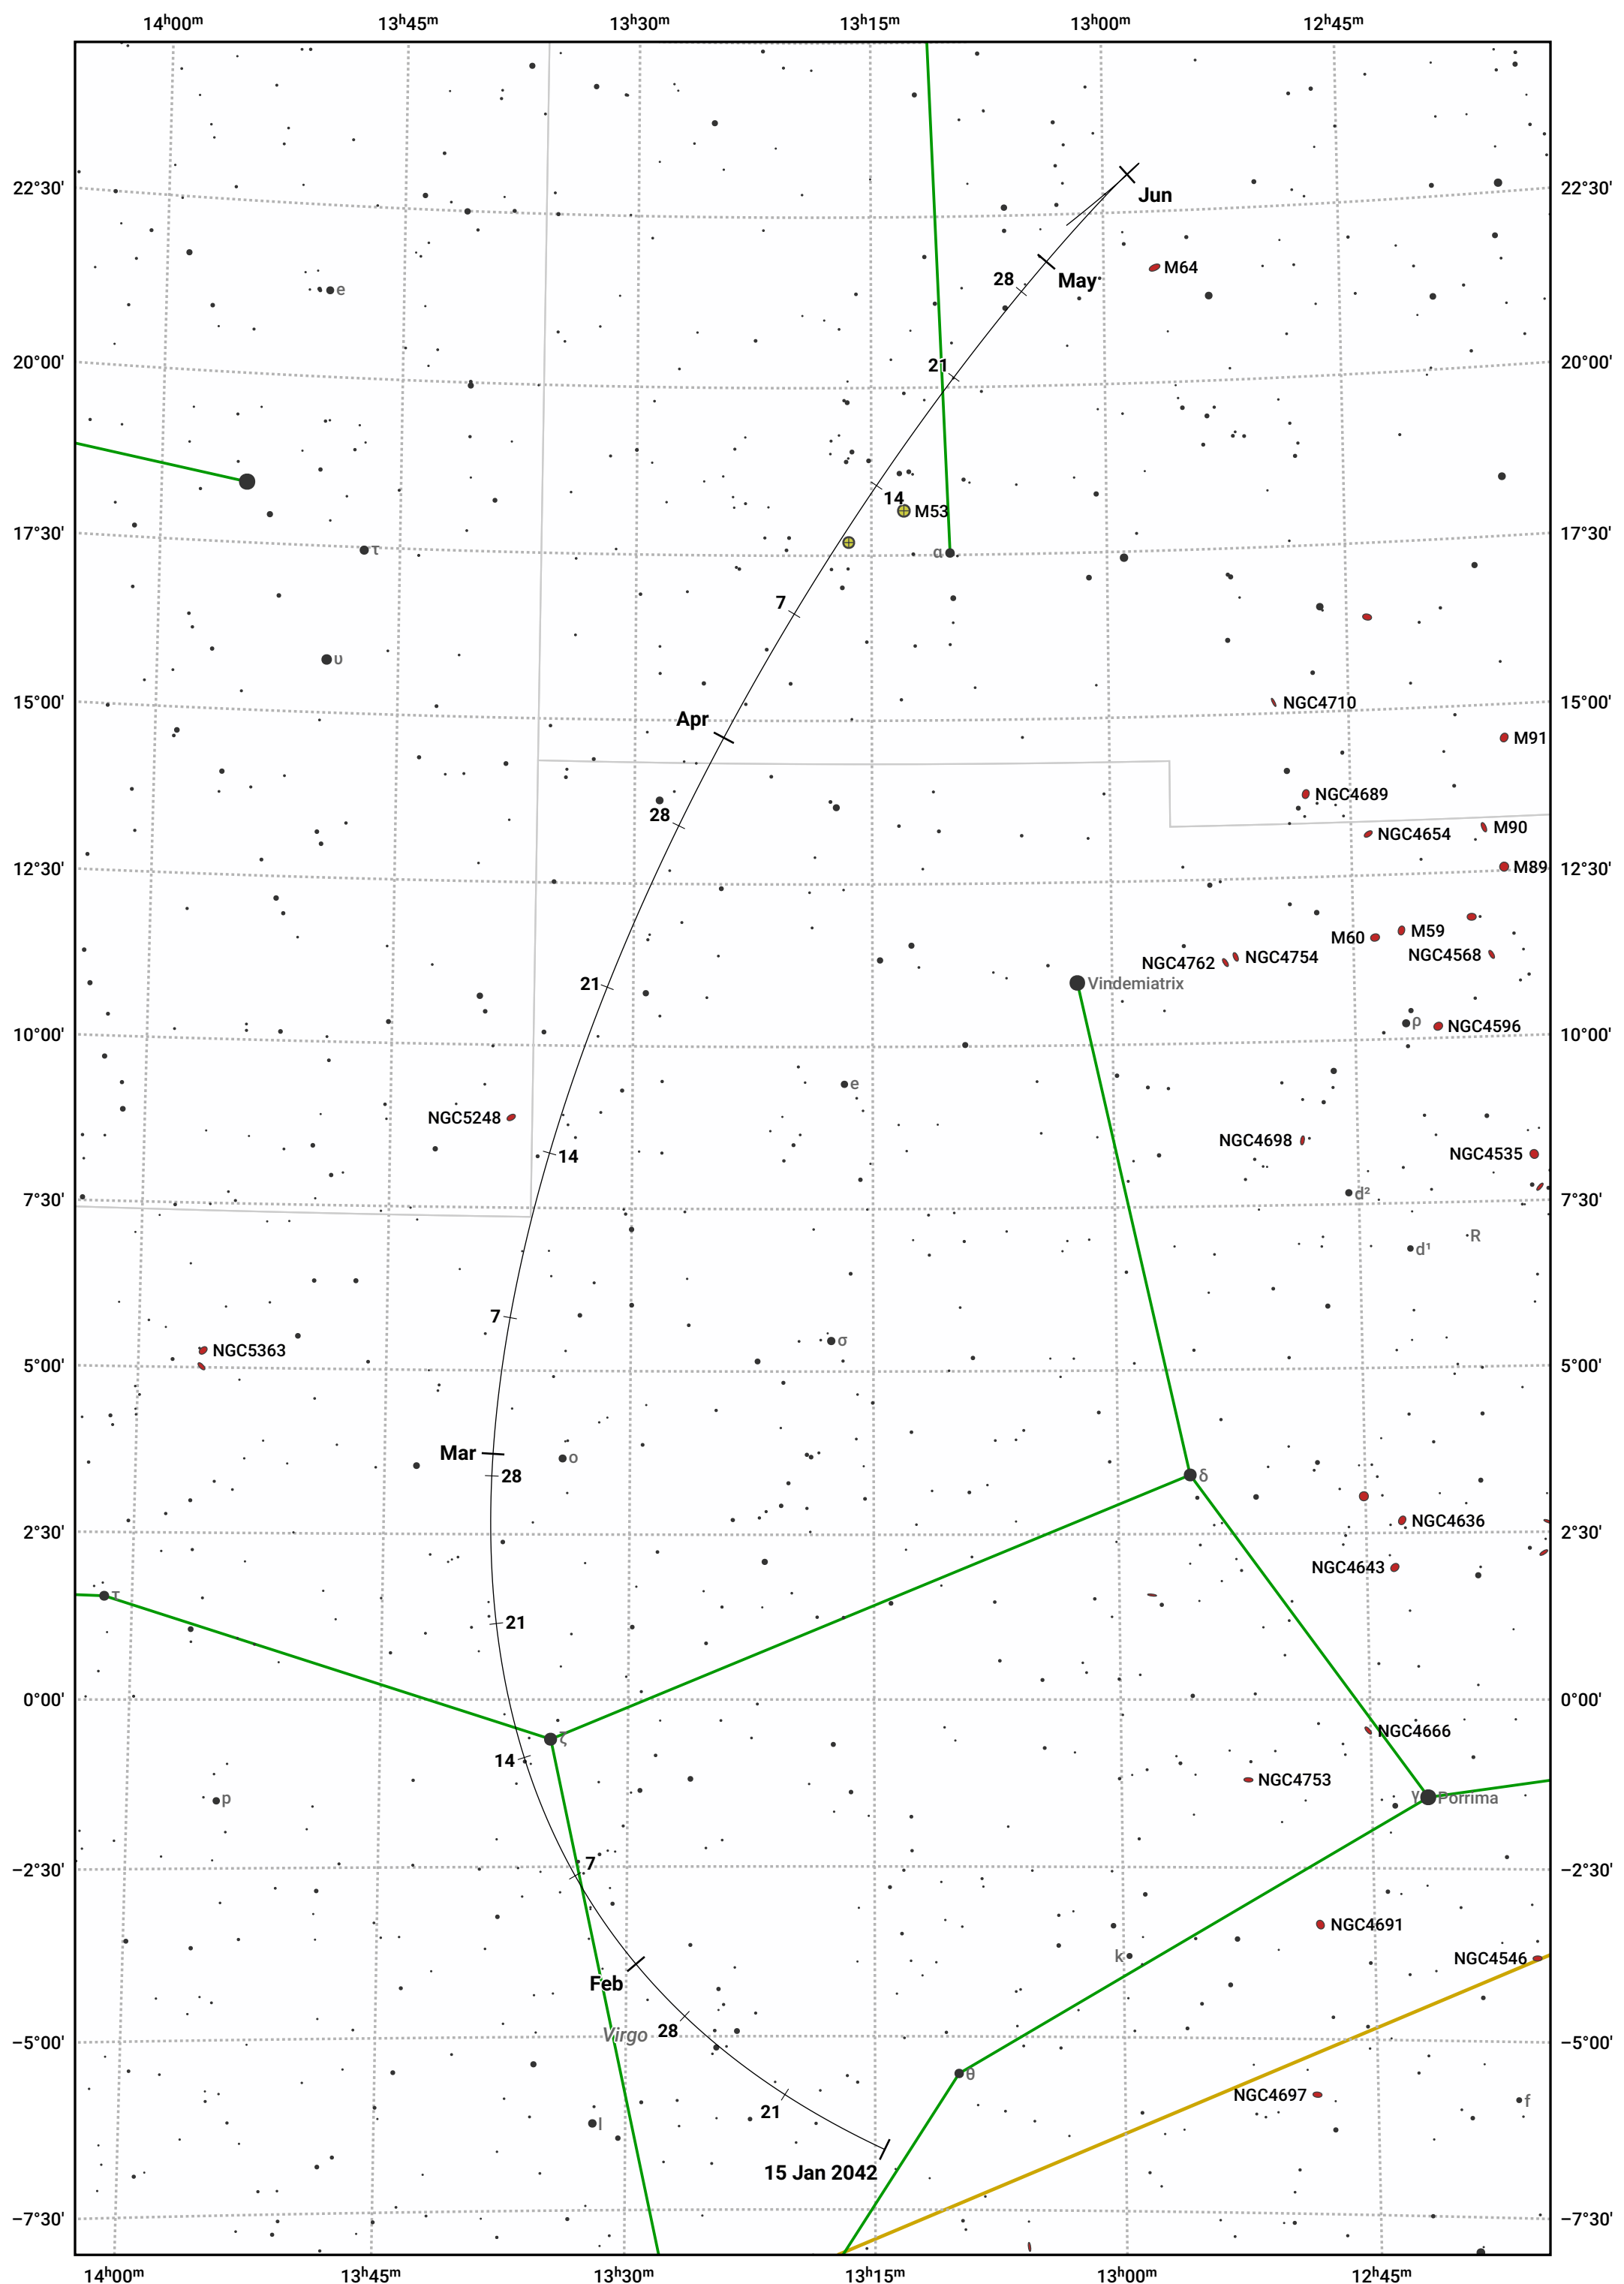 14ʰ00ᵐ 13ʰ45ᵐ 13ʰ30ᵐ 13ʰ15ᵐ 13ʰ00ᵐ 12ʰ45ᵐ
22°30' 22°30'
Jun
M64
28 May
e
20°00' 20°00'
21
14
M53
17°30' 17°30'
τ
α
7
υ
15°00' 15°00'
NGC4710
Apr
M91
NGC4689
28
M90
NGC4654
12°30' 12°30'
M89
M60 M59
NGC4762 NGC4754 NGC4568
21
Vindemiatrix
10°00' 10°00'
ρ NGC4596
e
NGC5248
NGC4698
14
NGC4535
7°30' 7°30'
d²
R
d¹
7
σ
NGC5363
5°00' 5°00'
Mar
ο
28
δ
2°30' 2°30'
NGC4636
NGC4643
τ
21
0°00' 0°00'
ζ
NGC4666
14
NGC4753
p
γ Porrima
7
−2°30' −2°30'
NGC4691
k
NGC4546
Feb
Virgo 28
−5°00' −5°00'
θ
NGC4697
f
21
l
15 Jan 2042
−7°30' −7°30'
14ʰ00ᵐ 13ʰ45ᵐ 13ʰ30ᵐ 13ʰ15ᵐ 13ʰ00ᵐ 12ʰ45ᵐ